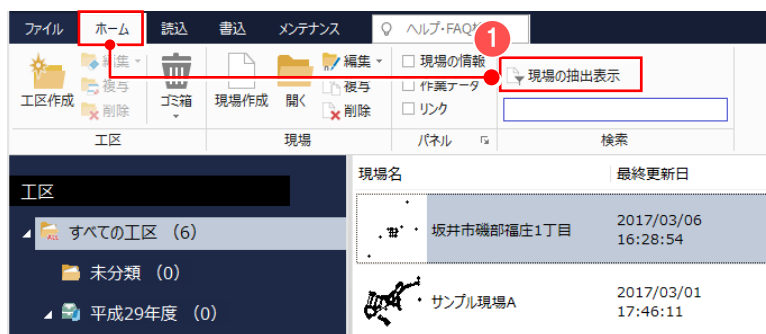 ファイル ホーム 読込 書込 メンテナンス ヘルプ・FAQ
1
工区作成 編集 複写 削除 ゴミ箱
現場作成 開く 編集 複写 削除
現場の情報
作業データ
リンク
現場の抽出表示
工区 現場 パネル 検索
工区
すべての工区 (6)
未分類 (0)
平成29年度 (0)
現場名 最終更新日
ALL
坂井市磯部福庄1丁目 2017/03/06
16:28:54
サンプル現場A 2017/03/01
17:46:11